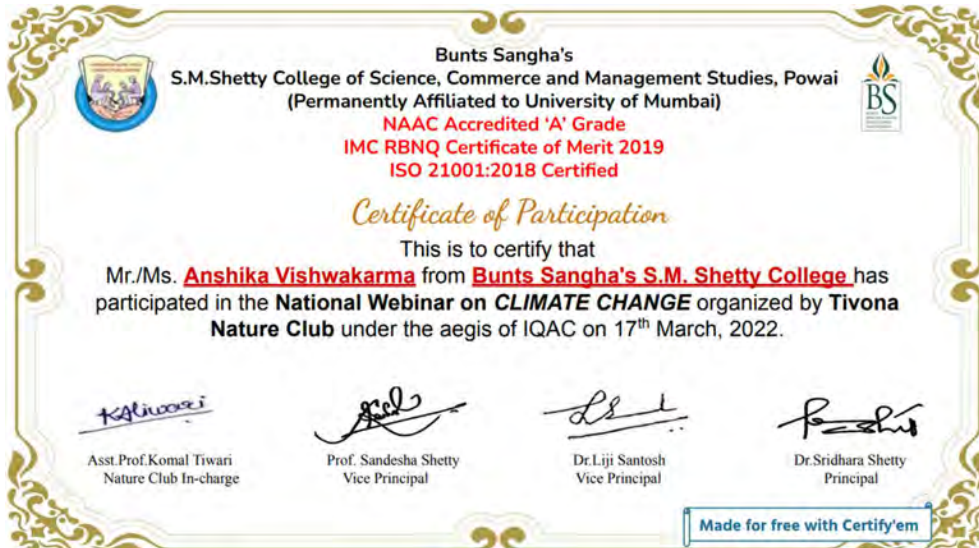 Bunts Sangha's
S.M.Shetty College of Science, Commerce and Management Studies, Powai
(Permanently Affiliated to University of Mumbai)
NAAC Accredited 'A' Grade
IMC RBNQ Certificate of Merit 2019
ISO 21001:2018 Certified
BS
Certificate of Participation
This is to certify that
Mr./Ms. Anshika Vishwakarma from Bunts Sangha's S.M. Shetty College has
participated in the National Webinar on CLIMATE CHANGE organized by Tivona
Nature Club under the aegis of IQAC on 17th March, 2022.
Asst.Prof.Komal Tiwari
Nature Club In-charge
Prof. Sandesha Shetty
Vice Principal
Dr.Liji Santosh
Vice Principal
Dr.Sridhara Shetty
Principal
Made for free with Certify'em